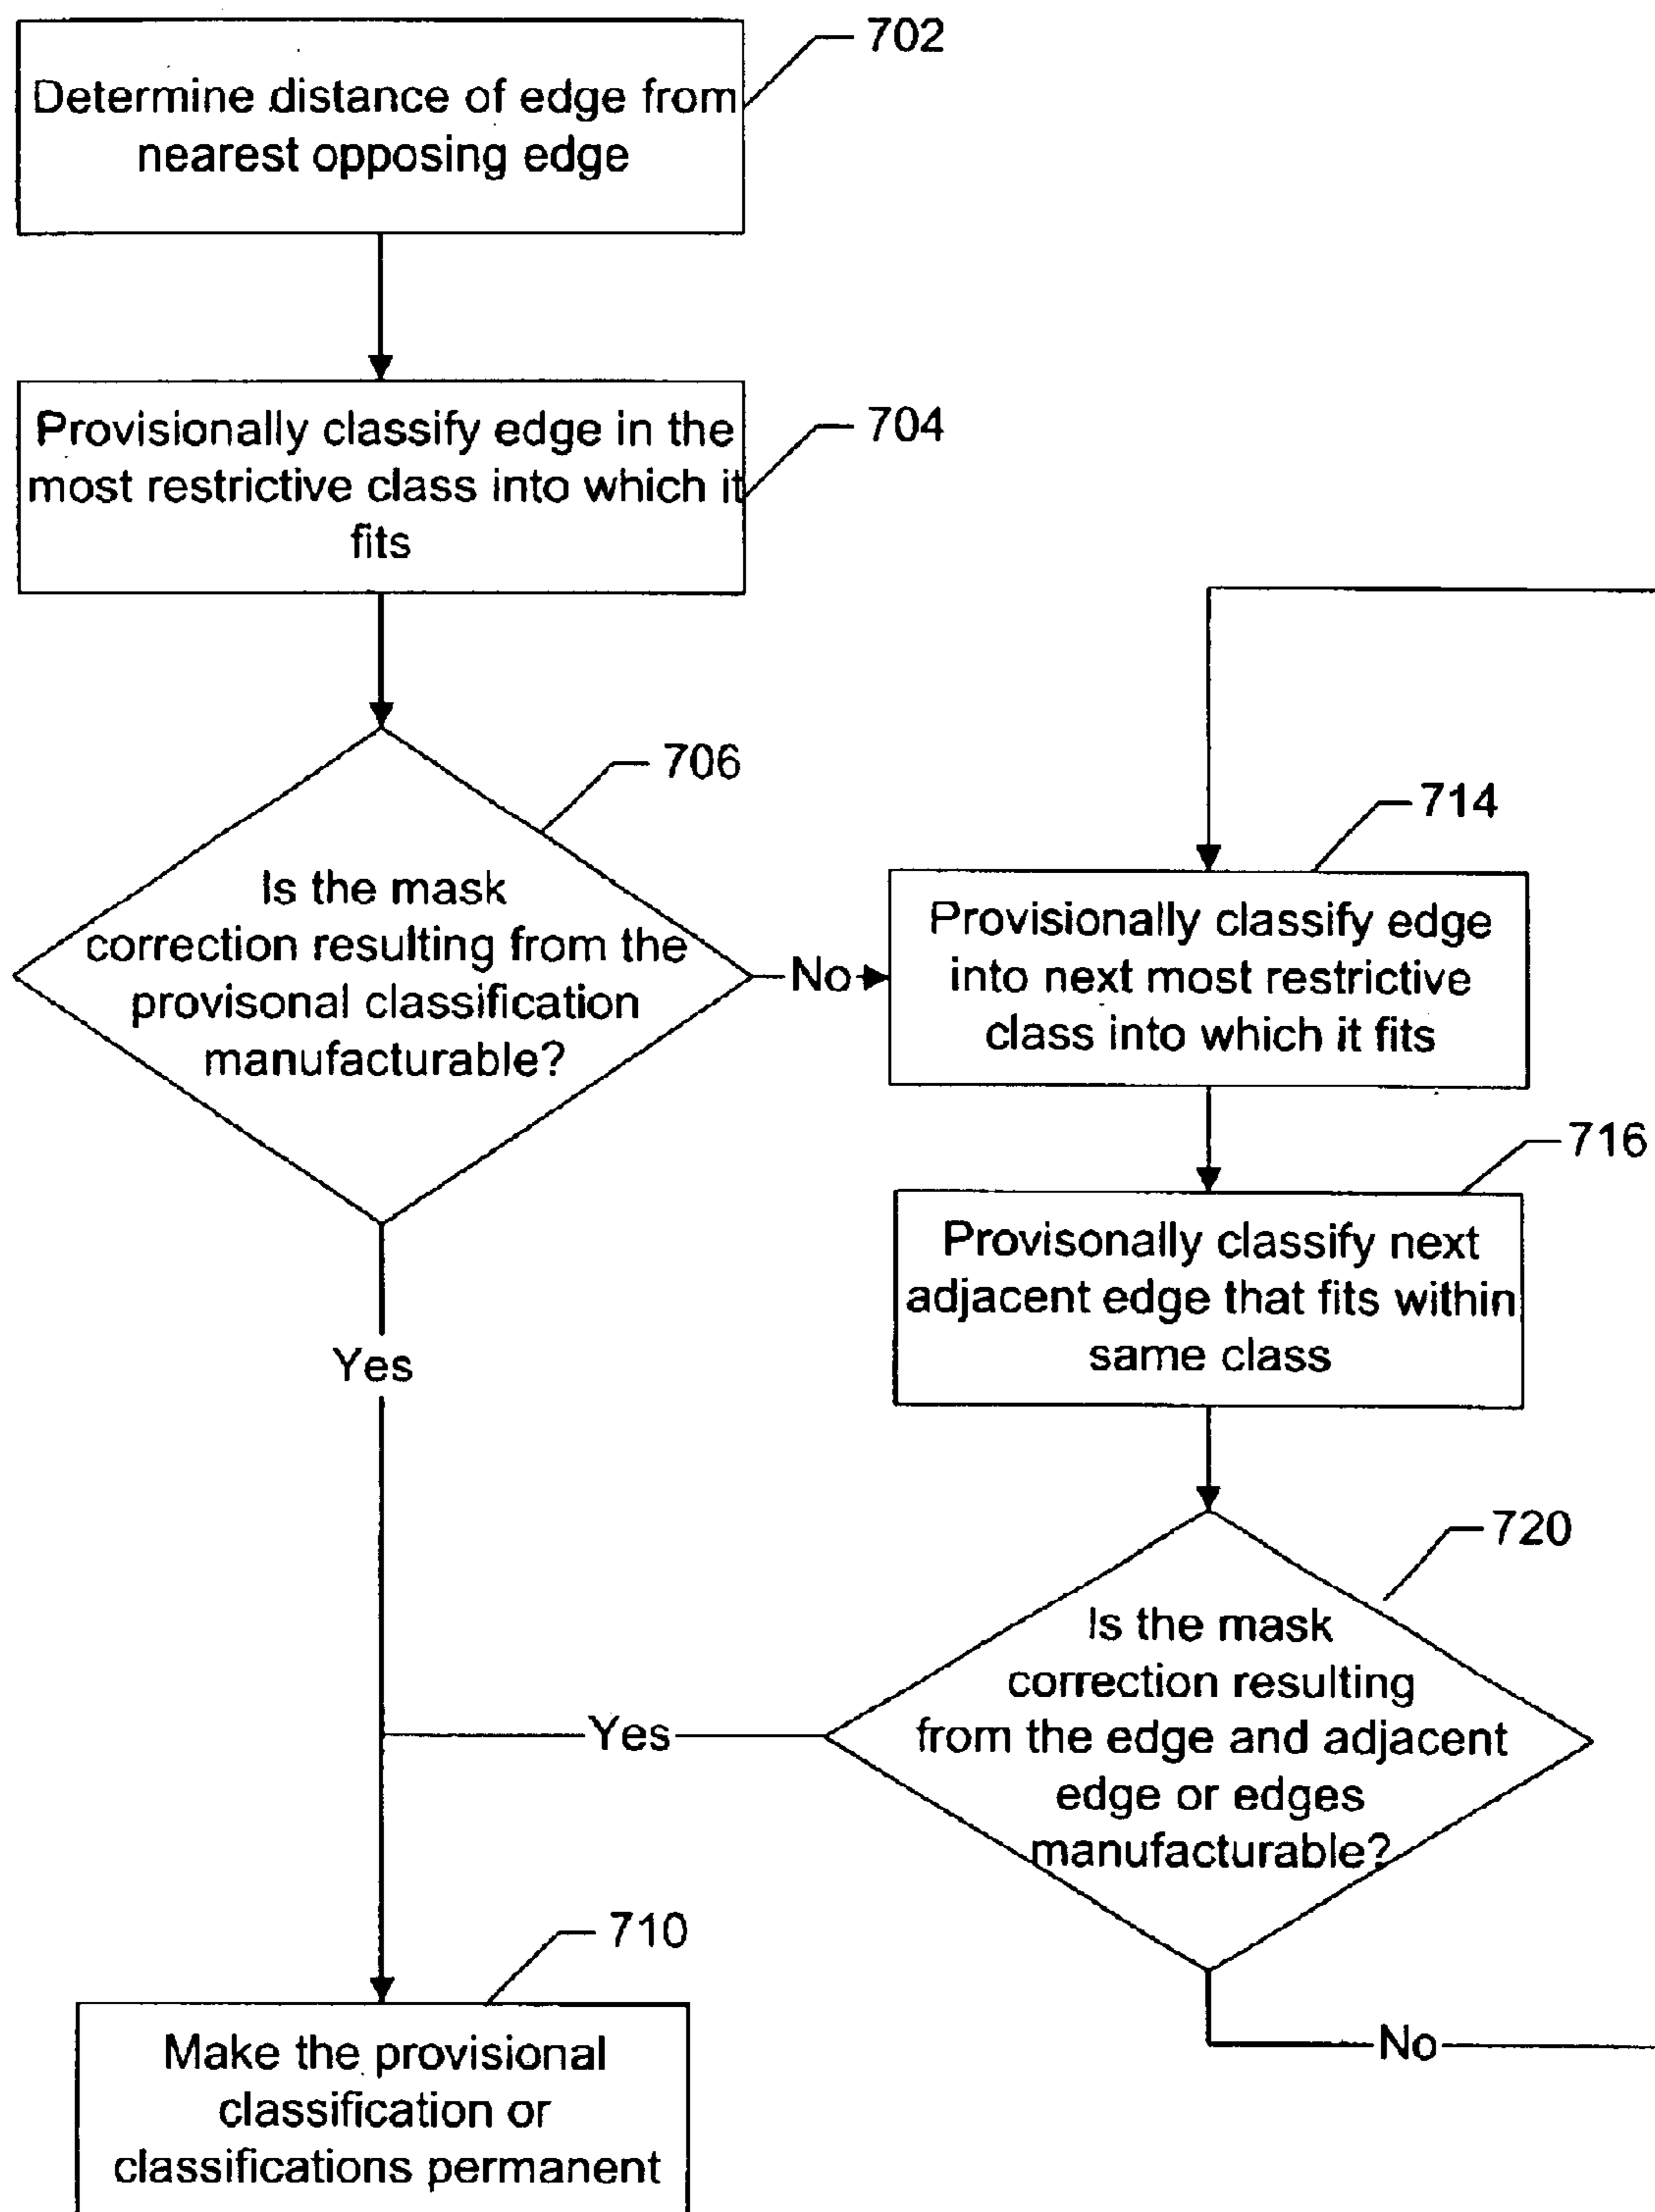 702
Determine distance of edge from
nearest opposing edge
704
Provisionally classify edge in the
most restrictive class into which it
fits
706
Is the mask
correction resulting from the
provisonal classification
manufacturable?
No
714
Provisionally classify edge
into next most restrictive
class into which it fits
716
Provisonally classify next
adjacent edge that fits within
same class
Yes
720
Is the mask
correction resulting
from the edge and adjacent
edge or edges
manufacturable?
Yes
No
710
Make the provisional
classification or
classifications permanent